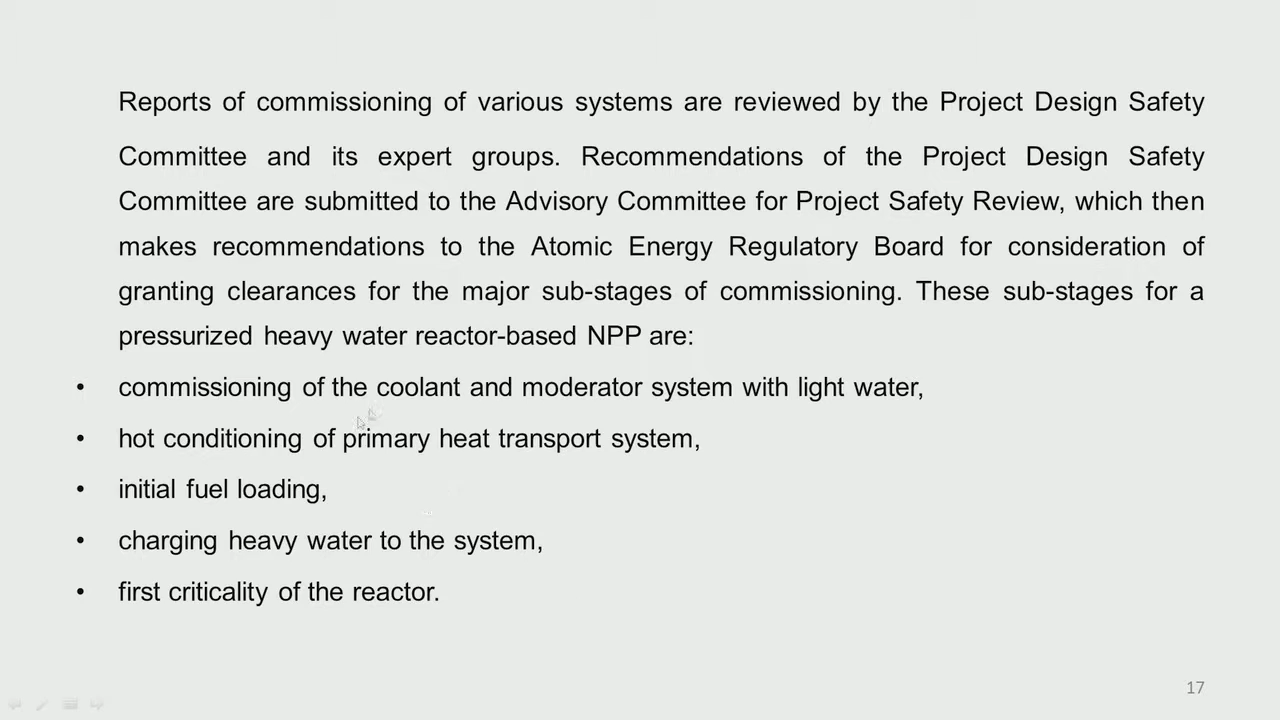 Reports of commissioning of various systems are reviewed by the Project Design Safety
Committee and its expert groups. Recommendations of the Project Design Safety
Committee are submitted to the Advisory Committee for Project Safety Review, which then
makes recommendations to the Atomic Energy Regulatory Board for consideration of
granting clearances for the major sub-stages of commissioning. These sub-stages for a
pressurized heavy water reactor-based NPP are:
• commissioning of the coolant and moderator system with light water,
• hot conditioning of primary heat transport system,
• initial fuel loading,
• charging heavy water to the system,
• first criticality of the reactor.
17